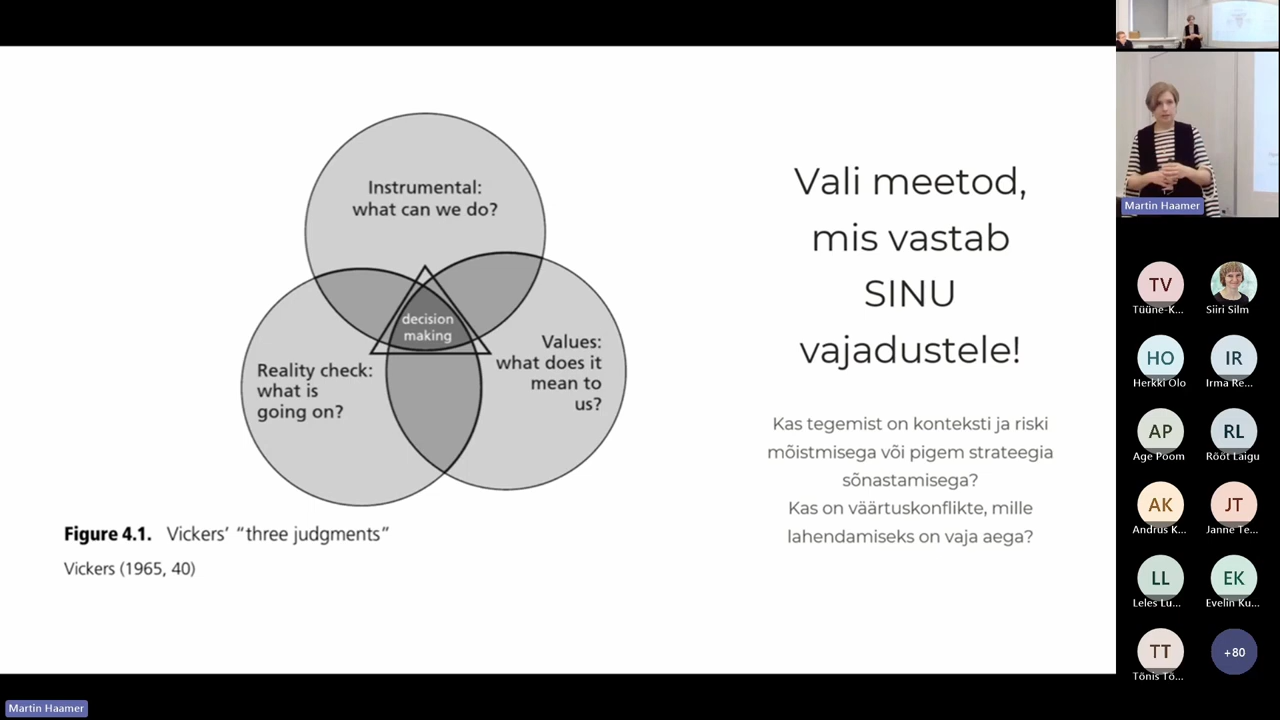 Instrumental:
what can we do?
decision
making
Reality check:
what is
going on?
Values:
what does it
mean to
us?
Figure 4.1. Vickers' "three judgments"
Vickers (1965, 40)
Vali meetod,
mis vastab
SINU
vajadustele!
Kas tegemist on konteksti ja riski
mõistmisega või pigem strateegia
sõnastamisega?
Kas on väärtuskonflikte, mille
lahendamiseks on vaja aega?
Martin Haamer
TV
Tüüne-K...
Siiri Silm
HO
Herkki Olo
IR
Irma Re...
AP
Age Poom
RL
Rööt Laigu
AK
Andrus K...
JT
Janne Te...
LL
Leles Lu...
EK
Evelin Ku...
TT
Tõnis Tõ...
+80
Martin Haamer